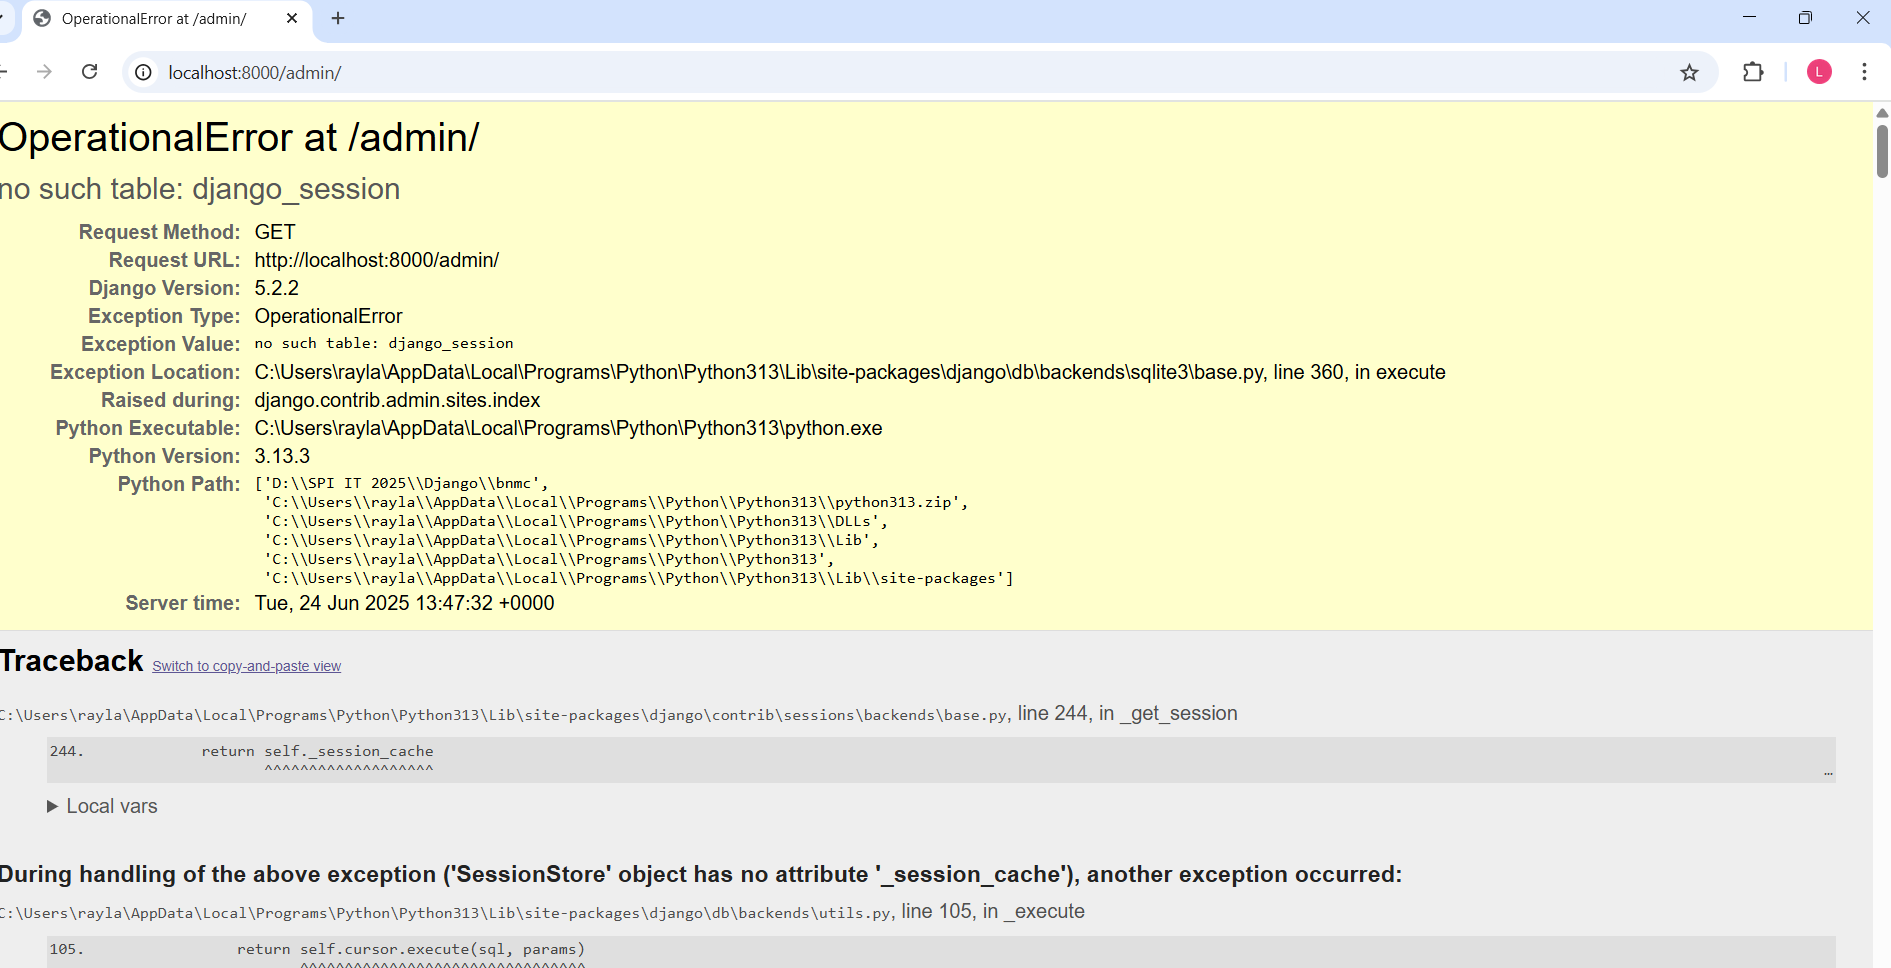 OperationalError at /admin/
localhost:8000/admin/
L
OperationalError at /admin/
no such table: django_session
Request Method: GET
Request URL: http://localhost:8000/admin/
Django Version: 5.2.2
Exception Type: OperationalError
Exception Value: no such table: django_session
Exception Location: C:\Users\rayla\AppData\Local\Programs\Python\Python313\Lib\site-packages\django\db\backends\sqlite3\base.py, line 360, in execute
Raised during: django.contrib.admin.sites.index
Python Executable: C:\Users\rayla\AppData\Local\Programs\Python\Python313\python.exe
Python Version: 3.13.3
Python Path: ['D:\\SPI IT 2025\\Django\\bnmc',
'C:\\Users\\rayla\\AppData\\Local\\Programs\\Python\\Python313\\python313.zip',
'C:\\Users\\rayla\\AppData\\Local\\Programs\\Python\\Python313\\DLLs',
'C:\\Users\\rayla\\AppData\\Local\\Programs\\Python\\Python313\\Lib',
'C:\\Users\\rayla\\AppData\\Local\\Programs\\Python\\Python313',
'C:\\Users\\rayla\\AppData\\Local\\Programs\\Python\\Python313\\Lib\\site-packages']
Server time: Tue, 24 Jun 2025 13:47:32 +0000
Traceback Switch to copy-and-paste view
C:\Users\rayla\AppData\Local\Programs\Python\Python313\Lib\site-packages\django\contrib\sessions\backends\base.py, line 244, in _get_session
244. return self._session_cache
^^^^^^^^^^^^^^^^^^^
…
Local vars
During handling of the above exception ('SessionStore' object has no attribute '_session_cache'), another exception occurred:
C:\Users\rayla\AppData\Local\Programs\Python\Python313\Lib\site-packages\django\db\backends\utils.py, line 105, in _execute
105. return self.cursor.execute(sql, params)
^^^^^^^^^^^^^^^^^^^^^^^^^^^^^^^^